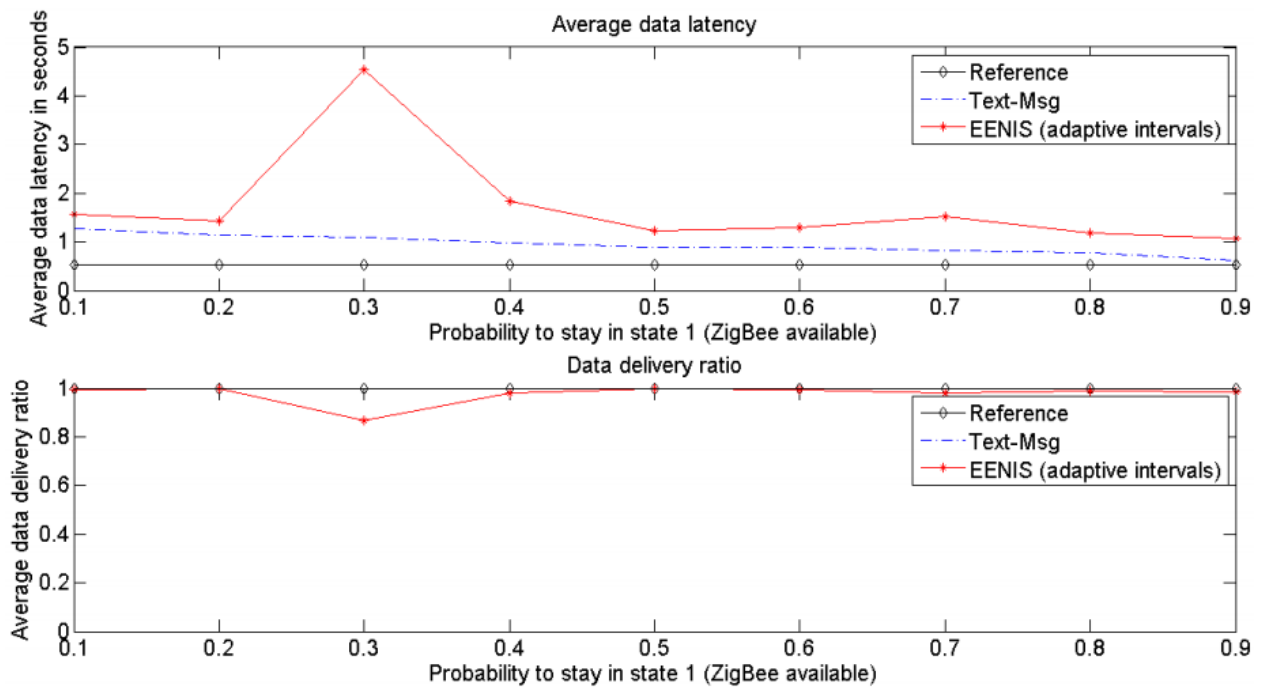 Average data latency
Average data latency in seconds
5
4
3
2
1
0
Reference
Text-Msg
EENIS (adaptive intervals)
0.1 0.2 0.3 0.4 0.5 0.6 0.7 0.8 0.9
Probability to stay in state 1 (ZigBee available)
Data delivery ratio
Average data delivery ratio
1
0.8
0.6
0.4
0.2
0
Reference
Text-Msg
EENIS (adaptive intervals)
0.1 0.2 0.3 0.4 0.5 0.6 0.7 0.8 0.9
Probability to stay in state 1 (ZigBee available)